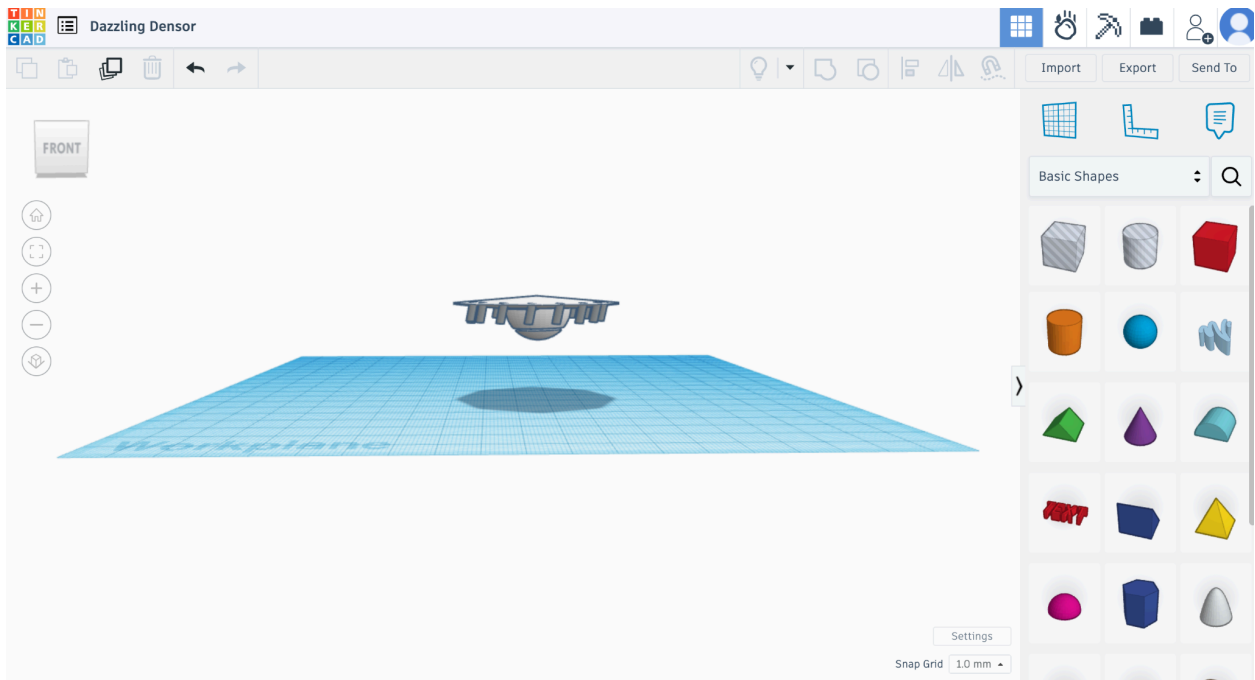 TIN
KER
CAD
Dazzling Densor
Import
Export
Send To
FRONT
Basic Shapes
TEXT
Workplane
Settings
Snap Grid
1.0 mm